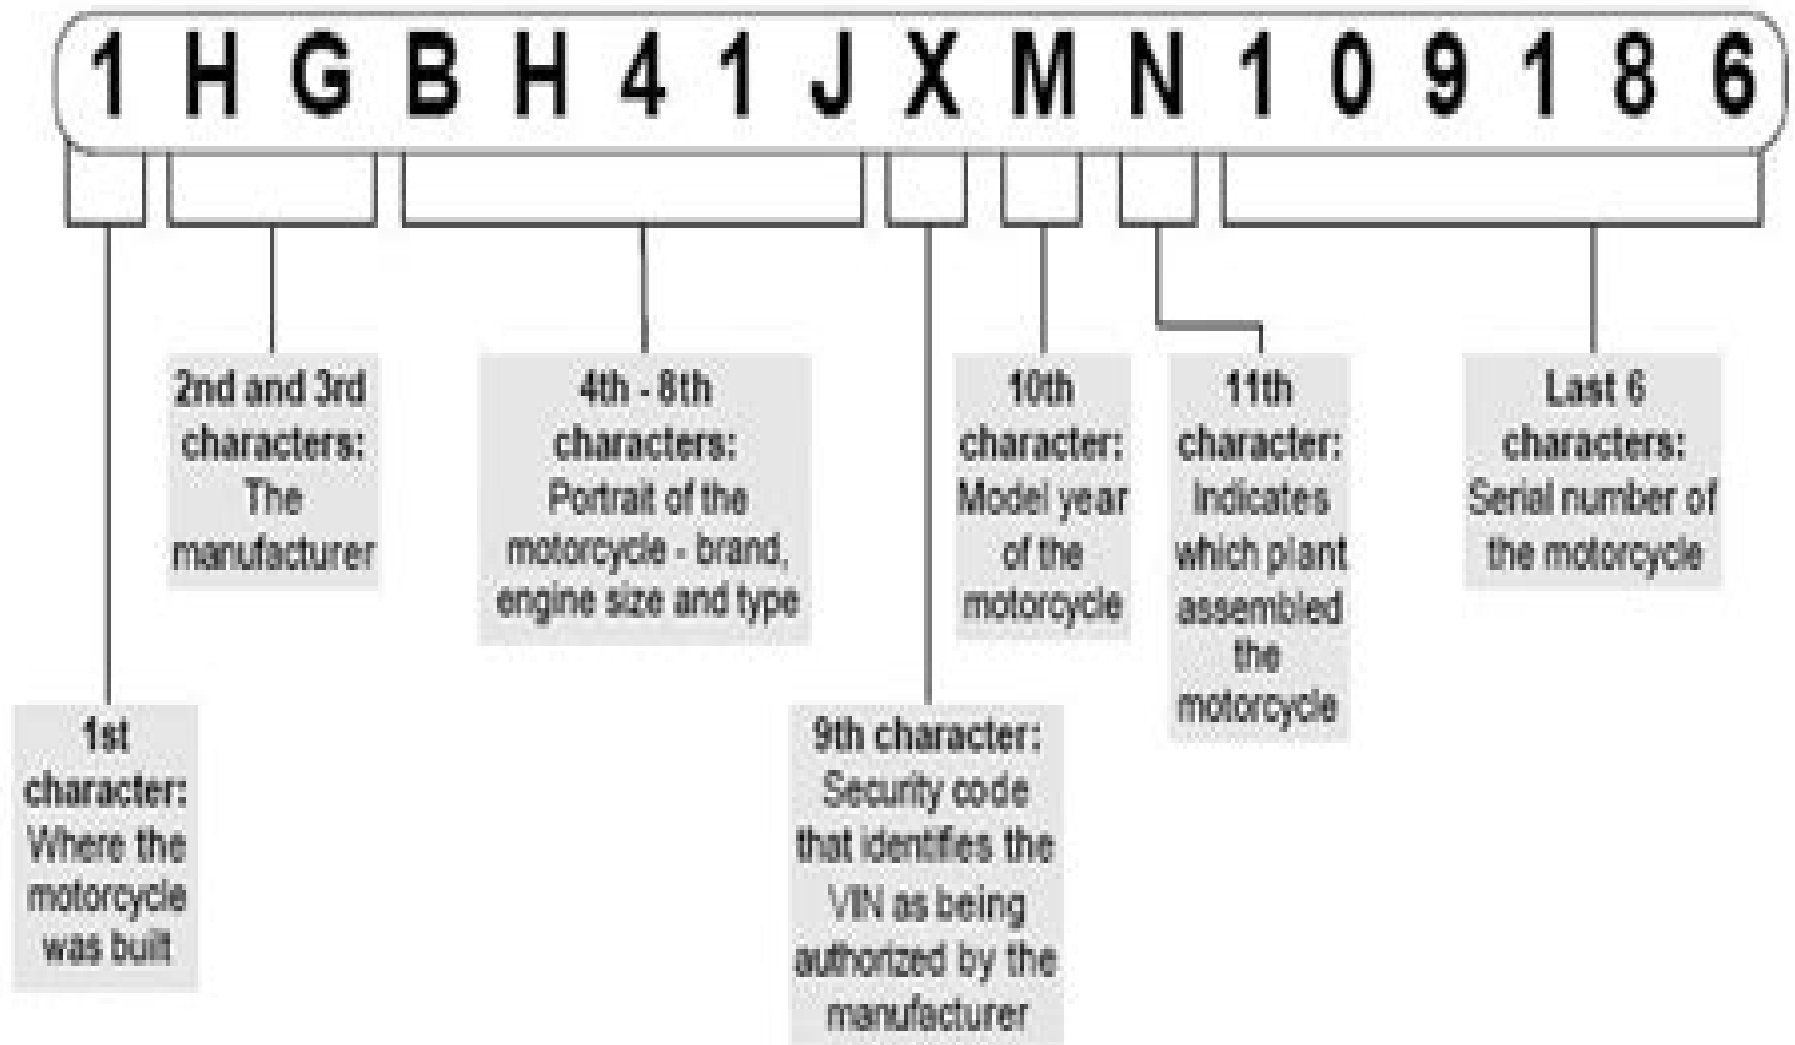 1 H G B H 4 1 J X M N 1 0 9 1 8 6
2nd and 3rd
characters:
The
manufacturer
4th - 8th
characters:
Portrait of the
motorcycle - brand,
engine size and type
10th
character:
Model year
of the
motorcycle
11th
character:
Indicates
which plant
assembled
the
motorcycle
Last 6
characters:
Serial number of
the motorcycle
1st
character:
Where the
motorcycle
was built
9th character:
Security code
that identifies the
VIN as being
authorized by the
manufacturer